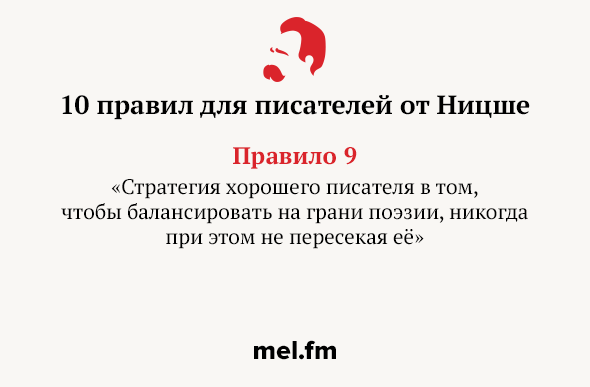 10 правил для писателей от Ницше
Правило 9
«Стратегия хорошего писателя в том,
чтобы балансировать на грани поэзии, никогда
при этом не пересекая её»
mel.fm